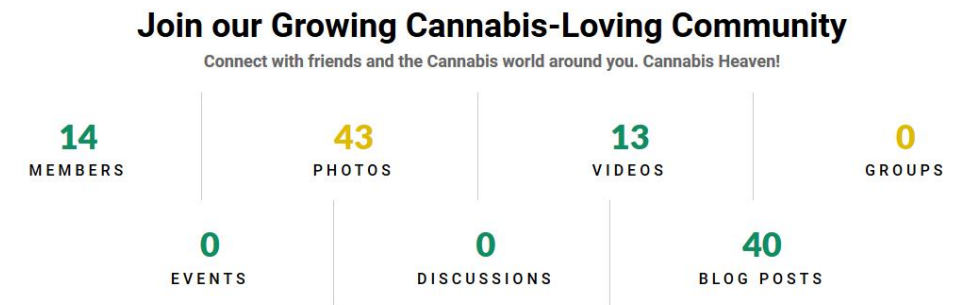 Join our Growing Cannabis-Loving Community
Connect with friends and the Cannabis world around you. Cannabis Heaven!
14 43 13 0
MEMBERS PHOTOS VIDEOS GROUPS
0 0 40
EVENTS DISCUSSIONS BLOG POSTS